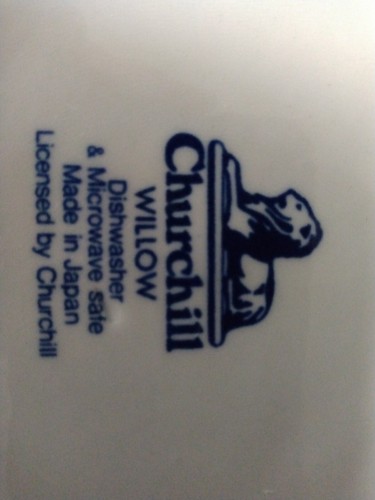 Churchill
WILLOW
Dishwasher
& Microwave safe
Made in Japan
Licensed by Churchill